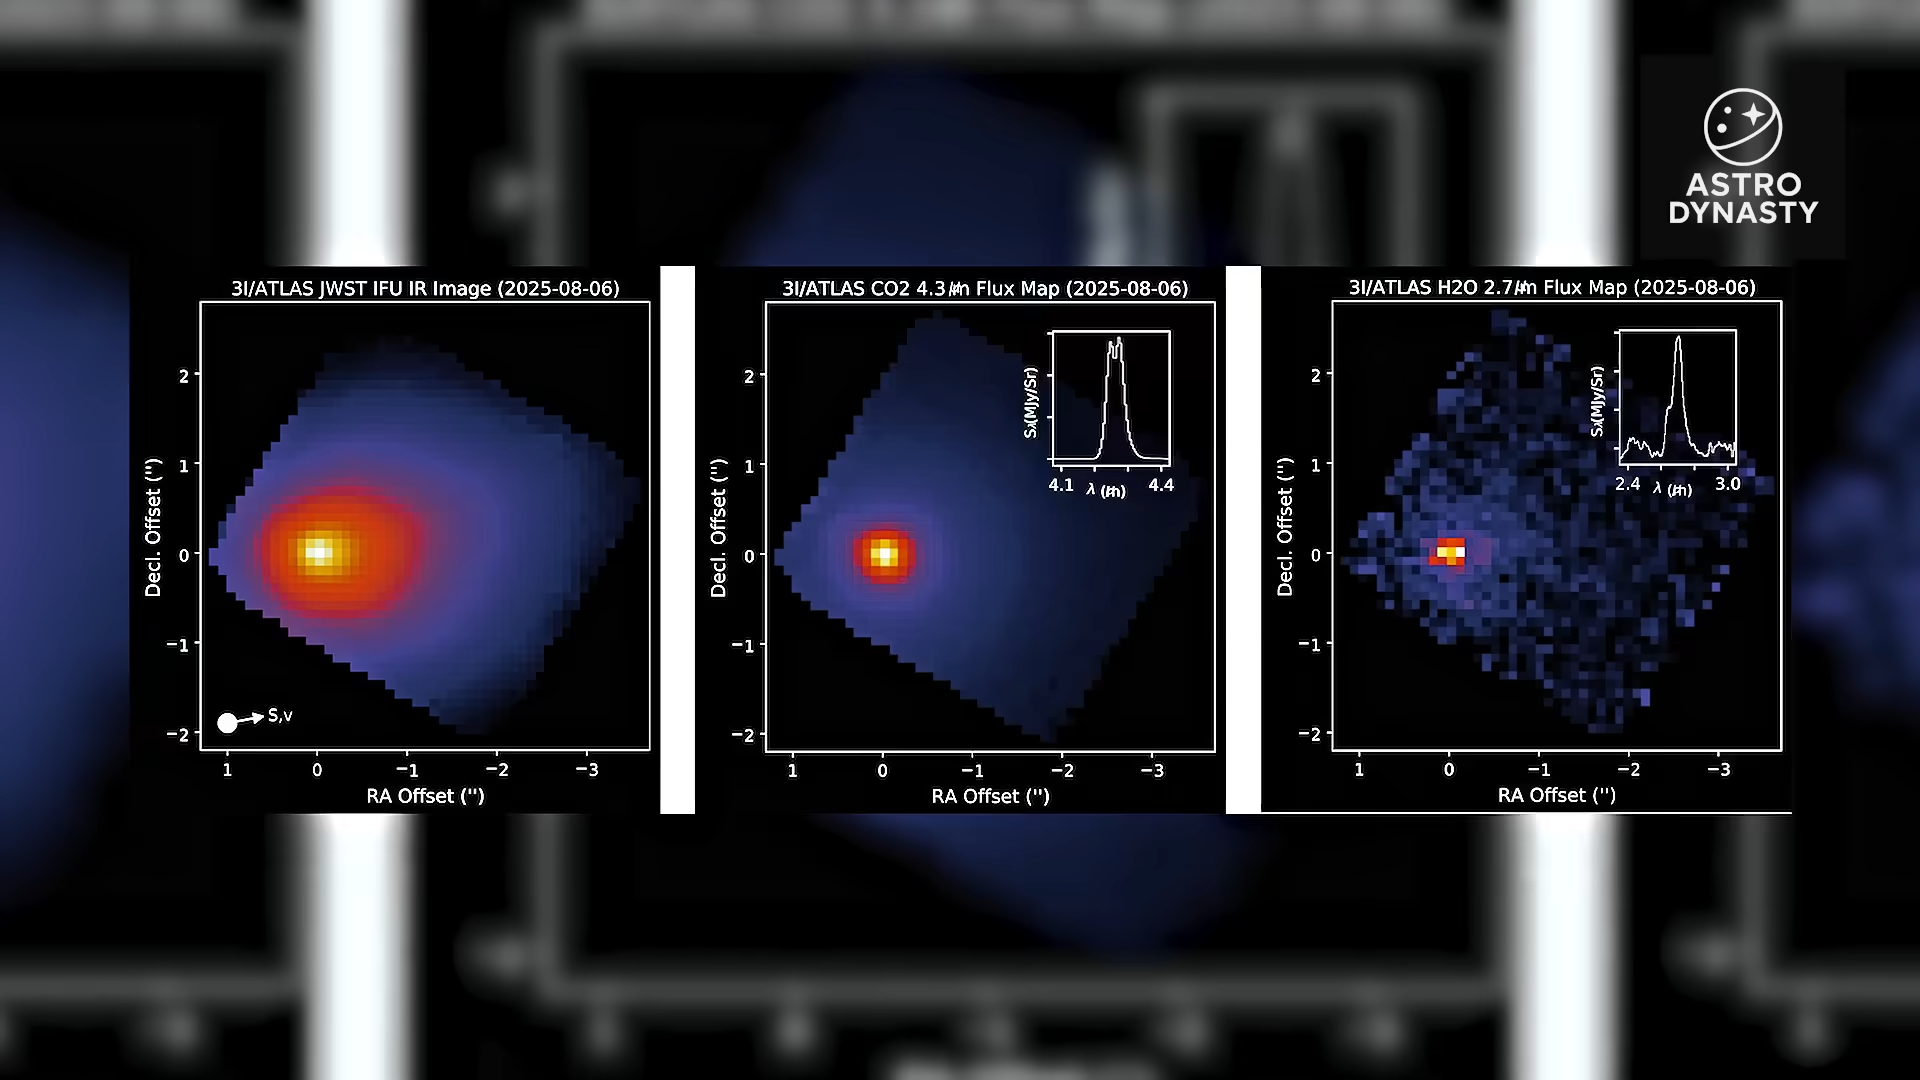 ASTRO
DYNASTY
3I/ATLAS JWST IFU IR Image (2025-08-06)
Decl. Offset (")
2
1
0
−1
−2
S,v
1 0 −1 −2 −3
RA Offset (")
3I/ATLAS CO2 4.3μm Flux Map (2025-08-06)
Decl. Offset (")
2
1
0
−1
−2
Sλ(MJy/Sr)
4.1 λ (μm) 4.4
1 0 −1 −2 −3
RA Offset (")
3I/ATLAS H2O 2.7μm Flux Map (2025-08-06)
Decl. Offset (")
2
1
0
−1
−2
Sλ(MJy/Sr)
2.4 λ (μm) 3.0
1 0 −1 −2 −3
RA Offset (")